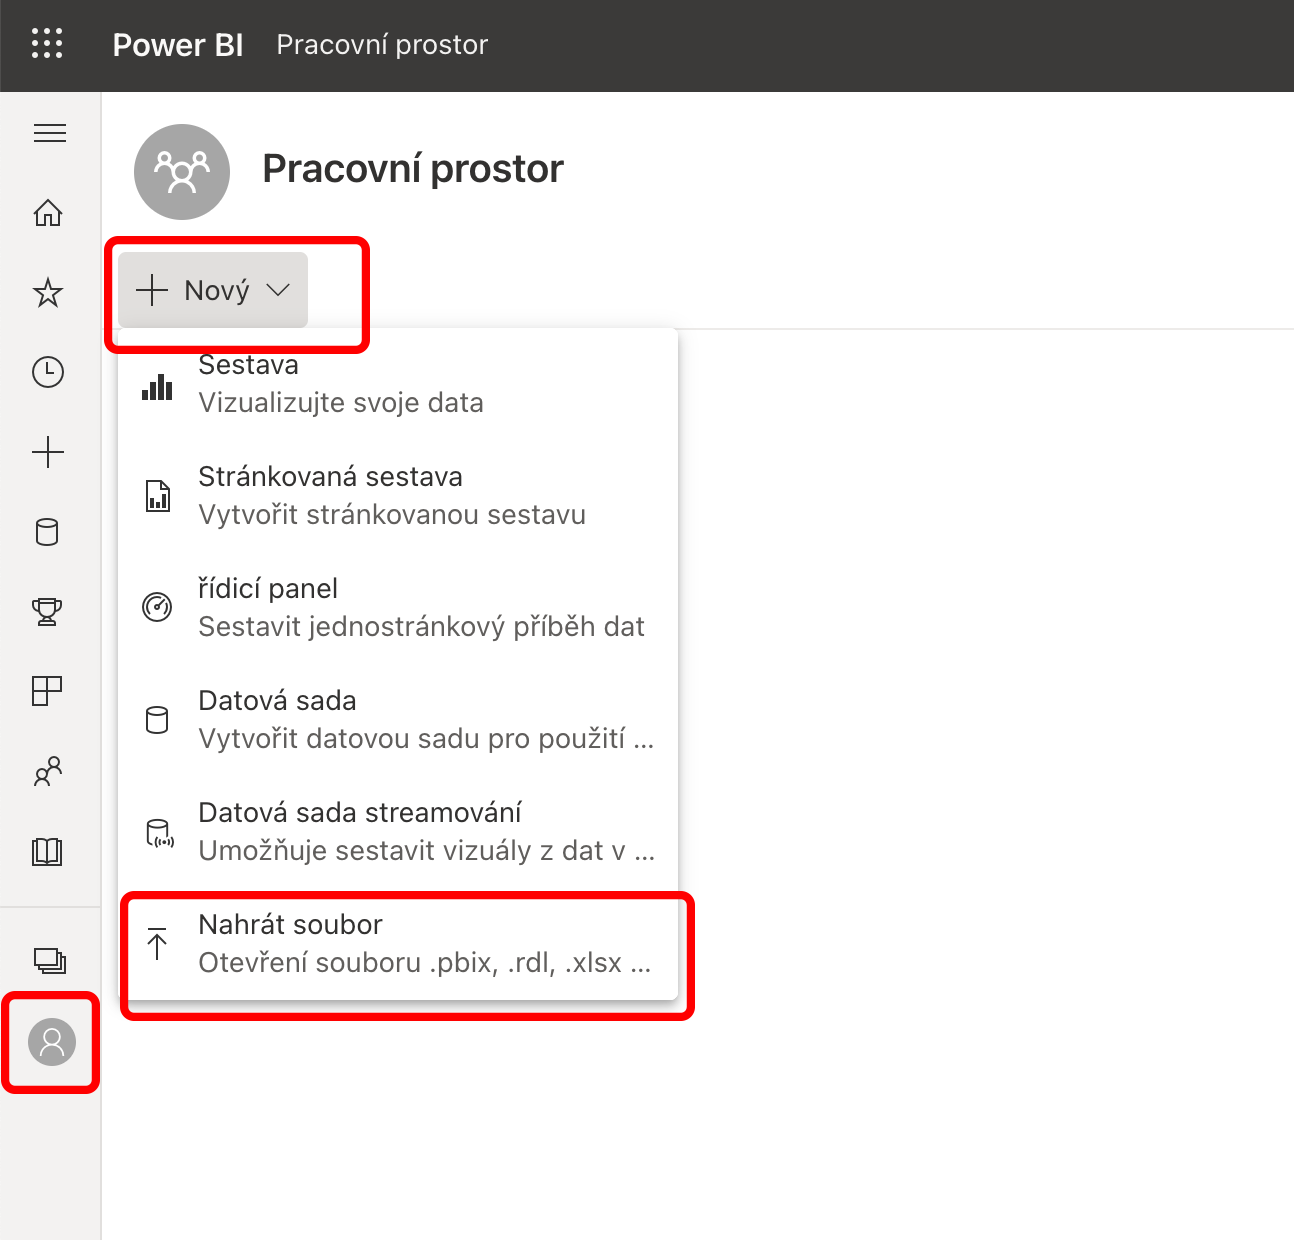 Power BI Pracovní prostor
Pracovní prostor
Nový
Sestava
Vizualizujte svoje data
Stránkovaná sestava
Vytvořit stránkovanou sestavu
řídicí panel
Sestavit jednostránkový příběh dat
Datová sada
Vytvořit datovou sadu pro použití ...
Datová sada streamování
Umožňuje sestavit vizuály z dat v ...
Nahrát soubor
Otevření souboru .pbix, .rdl, .xlsx ...